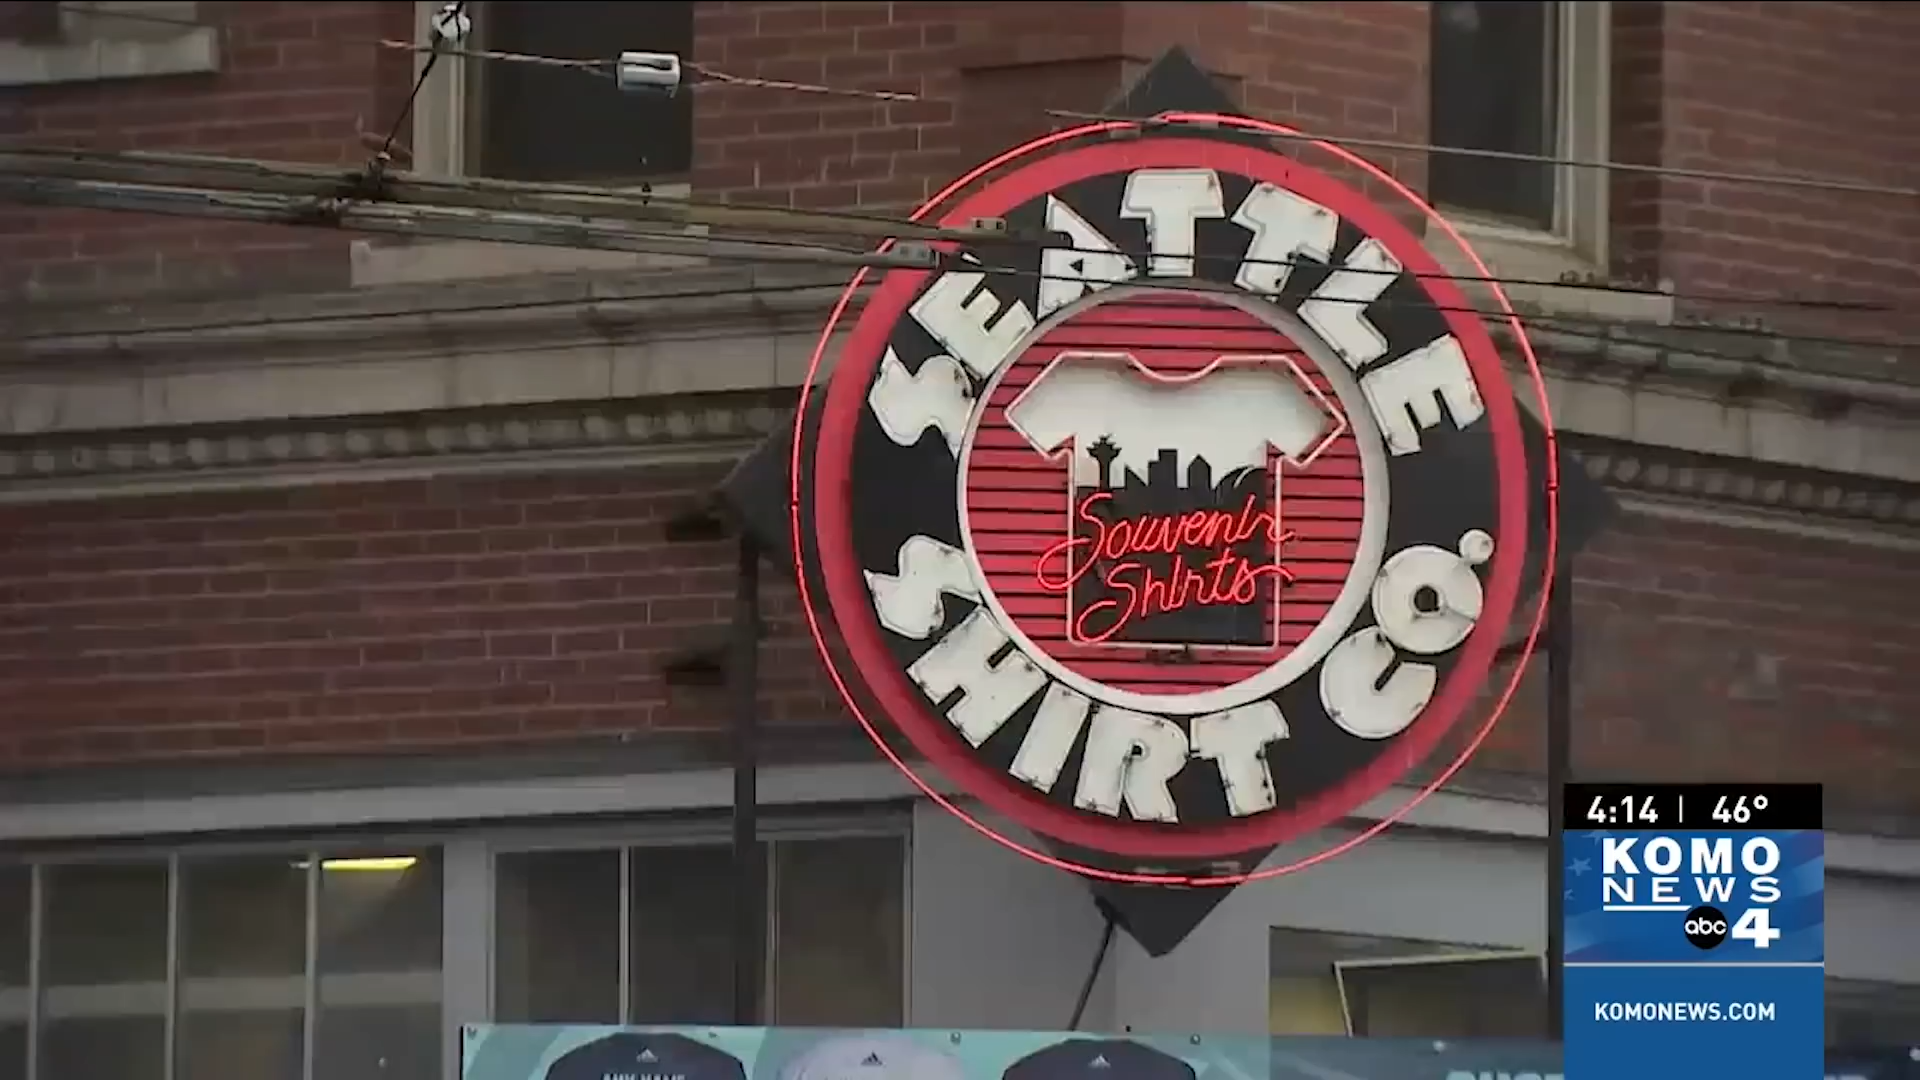 SEATTLE
SHIRT CO
Souvenir
Shirts
4:14 | 46°
KOMO
NEWS
abc 4
KOMONEWS.COM